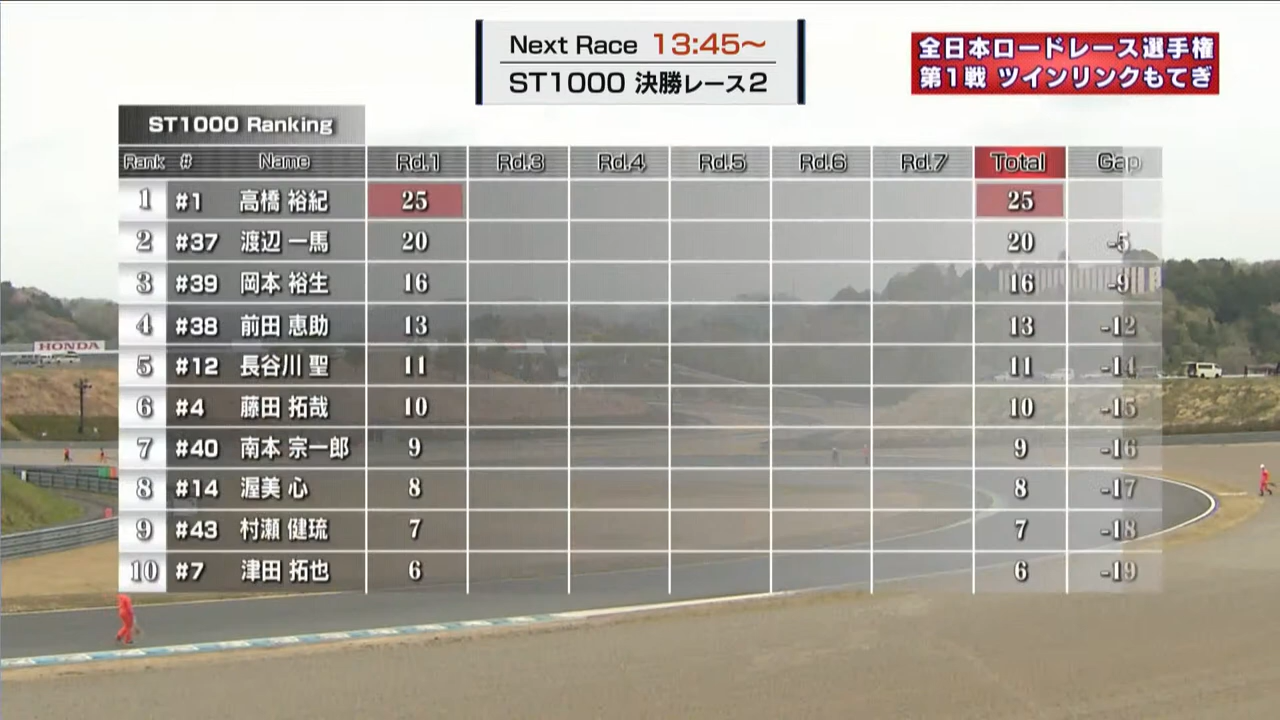 Next Race 13:45～
ST1000 決勝レース2
全日本ロードレース選手権
第1戦 ツインリンクもてぎ
ST1000 Ranking
Rank # Name Rd.1 Rd.3 Rd.4 Rd.5 Rd.6 Rd.7 Total Gap
1 #1 高橋 裕紀 25 25
2 #37 渡辺 一馬 20 20 -5
3 #39 岡本 裕生 16 16 -9
4 #38 前田 恵助 13 13 -12
5 #12 長谷川 聖 11 11 -14
6 #4 藤田 拓哉 10 10 -15
7 #40 南本 宗一郎 9 9 -16
8 #14 渥美 心 8 8 -17
9 #43 村瀬 健琉 7 7 -18
10 #7 津田 拓也 6 6 -19
HONDA